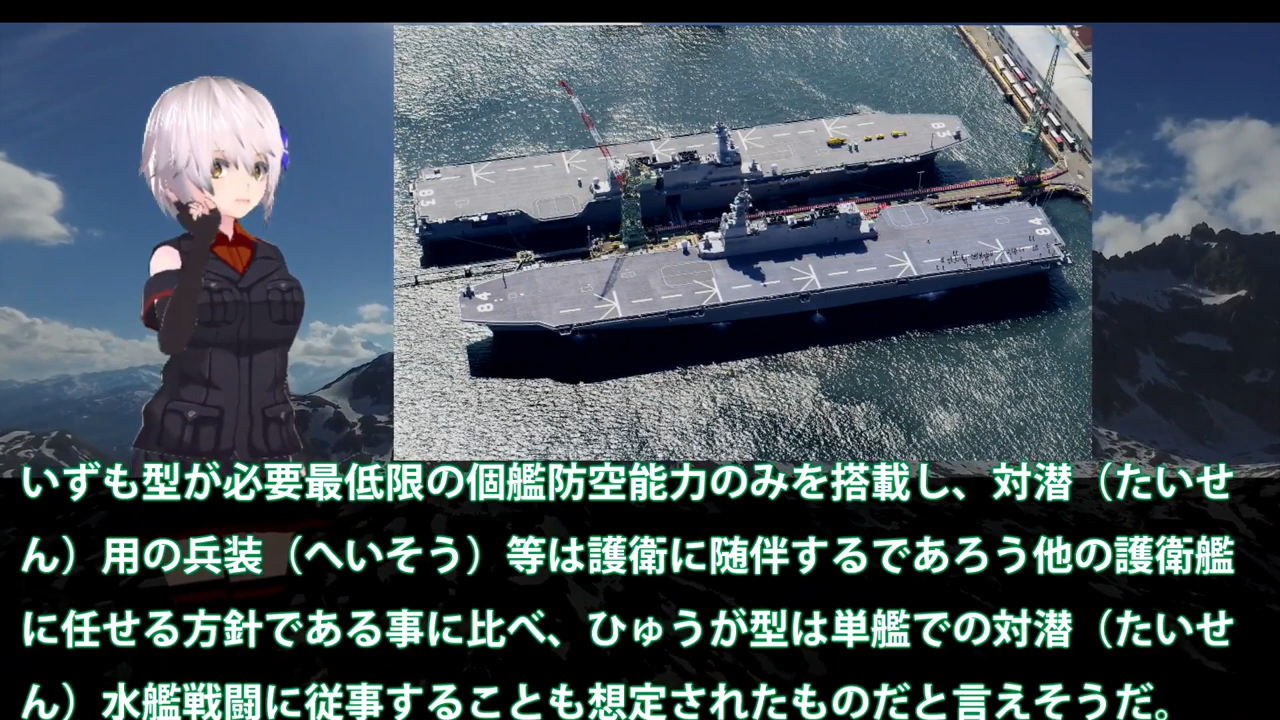 83
83
84
84
いずも型が必要最低限の個艦防空能力のみを搭載し、対潜（たいせ
ん）用の兵装（へいそう）等は護衛に随伴するであろう他の護衛艦
に任せる方針である事に比べ、ひゅうが型は単艦での対潜（たいせ
ん）水艦戦闘に従事することも想定されたものだと言えそうだ。